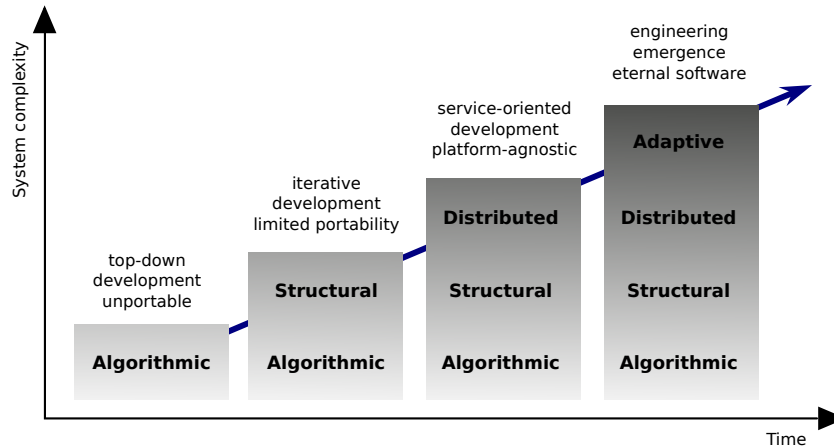 System complexity
top-down
development
unportable
Algorithmic
iterative
development
limited portability
Structural
Algorithmic
service-oriented
development
platform-agnostic
Distributed
Structural
Algorithmic
engineering
emergence
eternal software
Adaptive
Distributed
Structural
Algorithmic
Time